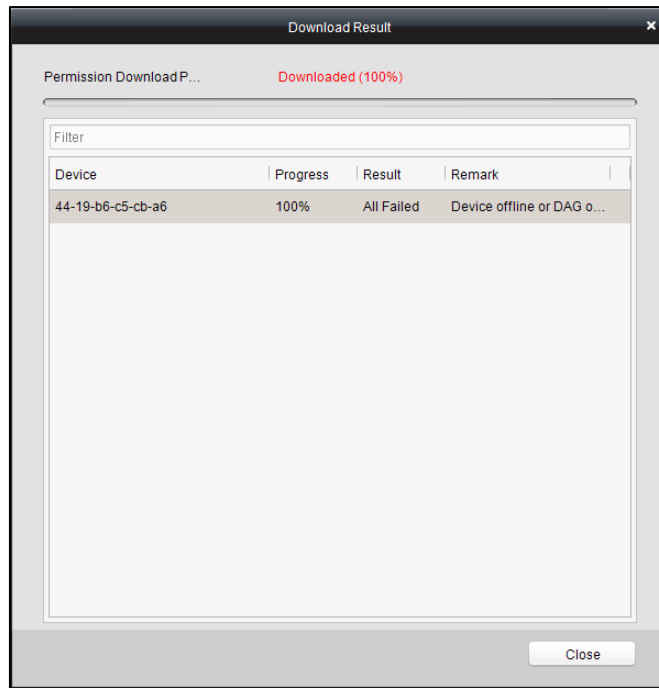 Download Result
Permission Download P... Downloaded (100%)
Filter
Device Progress Result Remark
44-19-b6-c5-cb-a6 100% All Failed Device offline or DAG o...
Close